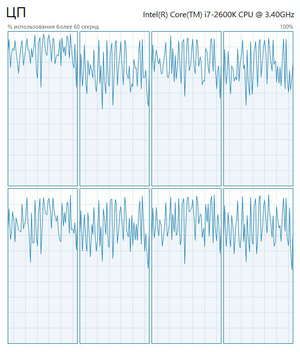 ЦП
Intel(R) Core(TM) i7-2600K CPU @ 3.40GHz
% использования более 60 секунд
100%